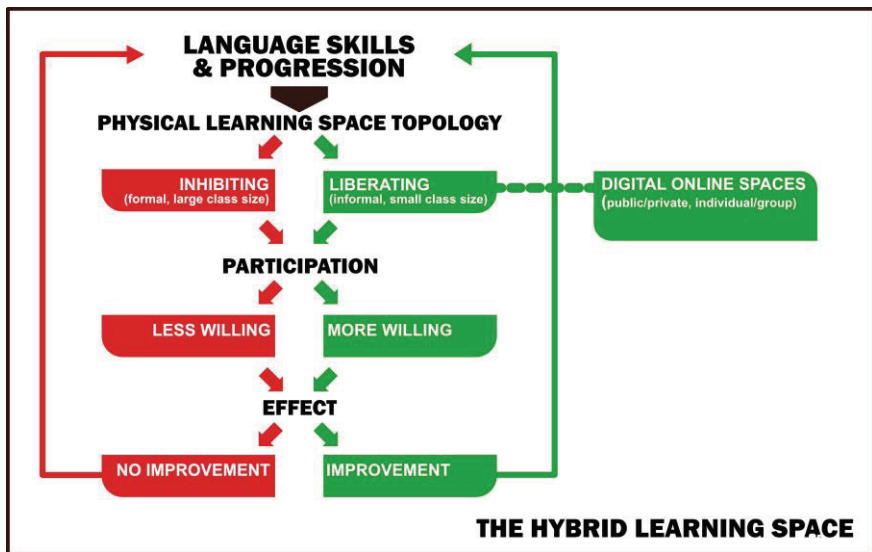 LANGUAGE SKILLS
& PROGRESSION
PHYSICAL LEARNING SPACE TOPOLOGY
INHIBITING
(formal, large class size)
LIBERATING
(informal, small class size)
DIGITAL ONLINE SPACES
(public/private, individual/group)
PARTICIPATION
LESS WILLING
MORE WILLING
EFFECT
NO IMPROVEMENT
IMPROVEMENT
THE HYBRID LEARNING SPACE